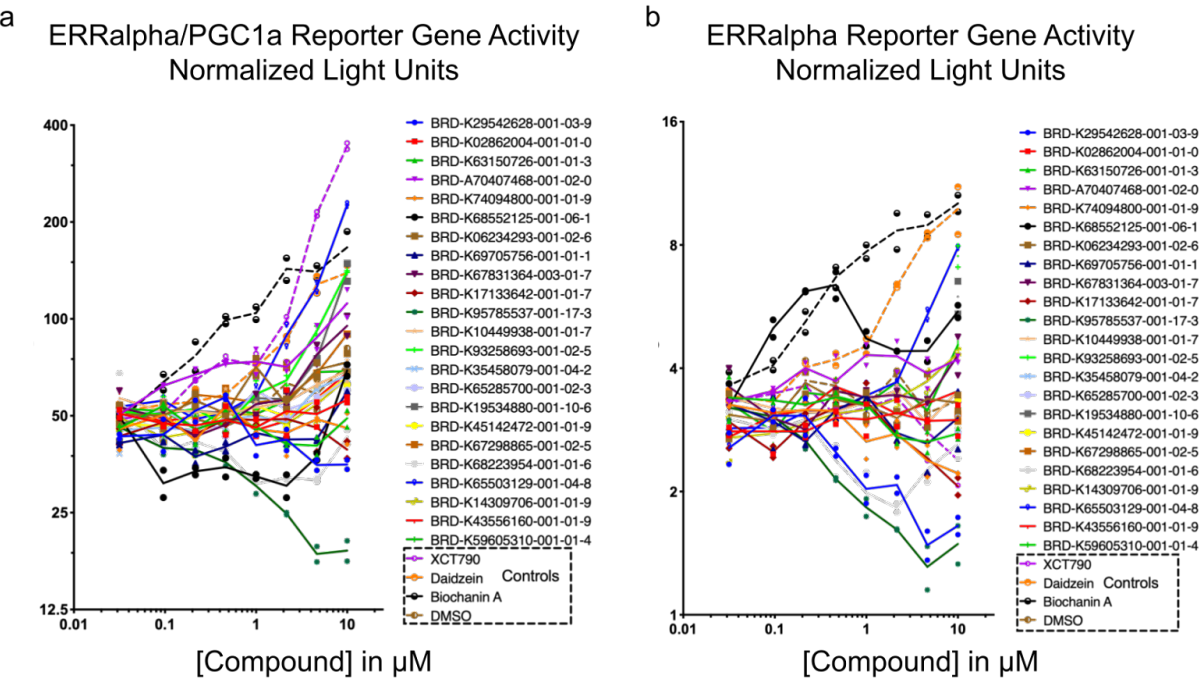 a
ERRalpha/PGC1a Reporter Gene Activity
Normalized Light Units
400
200
100
50
25
12.5
0.01
0.1
1
10
[Compound] in µM
BRD-K29542628-001-03-9
BRD-K02862004-001-01-0
BRD-K63150726-001-01-3
BRD-A70407468-001-02-0
BRD-K74094800-001-01-9
BRD-K68552125-001-06-1
BRD-K06234293-001-02-6
BRD-K69705756-001-01-1
BRD-K67831364-003-01-7
BRD-K17133642-001-01-7
BRD-K95785537-001-17-3
BRD-K10449938-001-01-7
BRD-K93258693-001-02-5
BRD-K35458079-001-04-2
BRD-K65285700-001-02-3
BRD-K19534880-001-10-6
BRD-K45142472-001-01-9
BRD-K67298865-001-02-5
BRD-K68223954-001-01-6
BRD-K65503129-001-04-8
BRD-K14309706-001-01-9
BRD-K43556160-001-01-9
BRD-K59605310-001-01-4
XCT790
Daidzein Controls
Biochanin A
DMSO
b
ERRalpha Reporter Gene Activity
Normalized Light Units
16
8
4
2
1
0.01
0.1
1
10
[Compound] in µM
BRD-K29542628-001-03-9
BRD-K02862004-001-01-0
BRD-K63150726-001-01-3
BRD-A70407468-001-02-0
BRD-K74094800-001-01-9
BRD-K68552125-001-06-1
BRD-K06234293-001-02-6
BRD-K69705756-001-01-1
BRD-K67831364-003-01-7
BRD-K17133642-001-01-7
BRD-K95785537-001-17-3
BRD-K10449938-001-01-7
BRD-K93258693-001-02-5
BRD-K35458079-001-04-2
BRD-K65285700-001-02-3
BRD-K19534880-001-10-6
BRD-K45142472-001-01-9
BRD-K67298865-001-02-5
BRD-K68223954-001-01-6
BRD-K14309706-001-01-9
BRD-K65503129-001-04-8
BRD-K43556160-001-01-9
BRD-K59605310-001-01-4
XCT790
Daidzein Controls
Biochanin A
DMSO